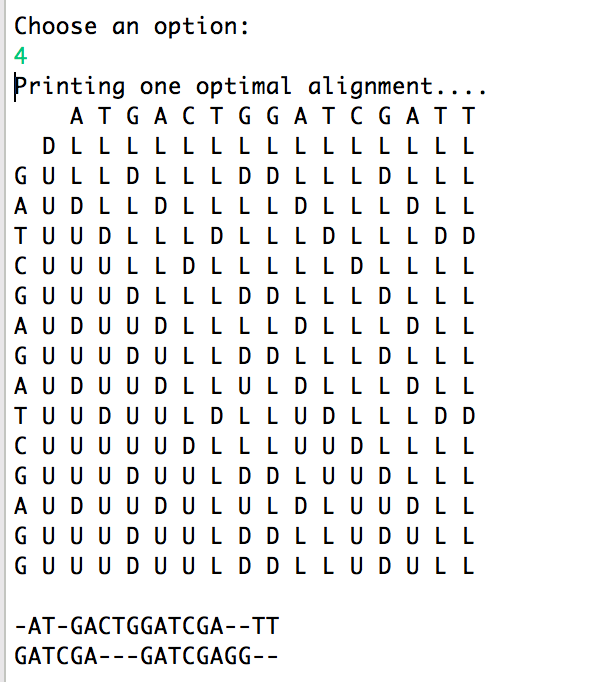 Choose an option:
4
Printing one optimal alignment....
    A T G A C T G G A T C G A T T
  D L L L L L L L L L L L L L L L
G U L L D L L L D D L L L D L L L
A U D L L D L L L L D L L L D L L
T U U D L L L D L L L D L L L D D
C U U U L L D L L L L L D L L L L
G U U U D L L L D D L L L D L L L
A U D U U D L L L L D L L L D L L
G U U U D U L L D D L L L D L L L
A U D U U D L L U L D L L L D L L
T U U D U U L D L L U D L L L D D
C U U U U U D L L L U U D L L L L
G U U U D U U L D D L U U D L L L
A U D U U D U L U L D L U U D L L
G U U U D U U L D D L L U D U L L
G U U U D U U L D D L L U D U L L
-AT-GACTGGATCGA--TT
GATCGA---GATCGAGG--